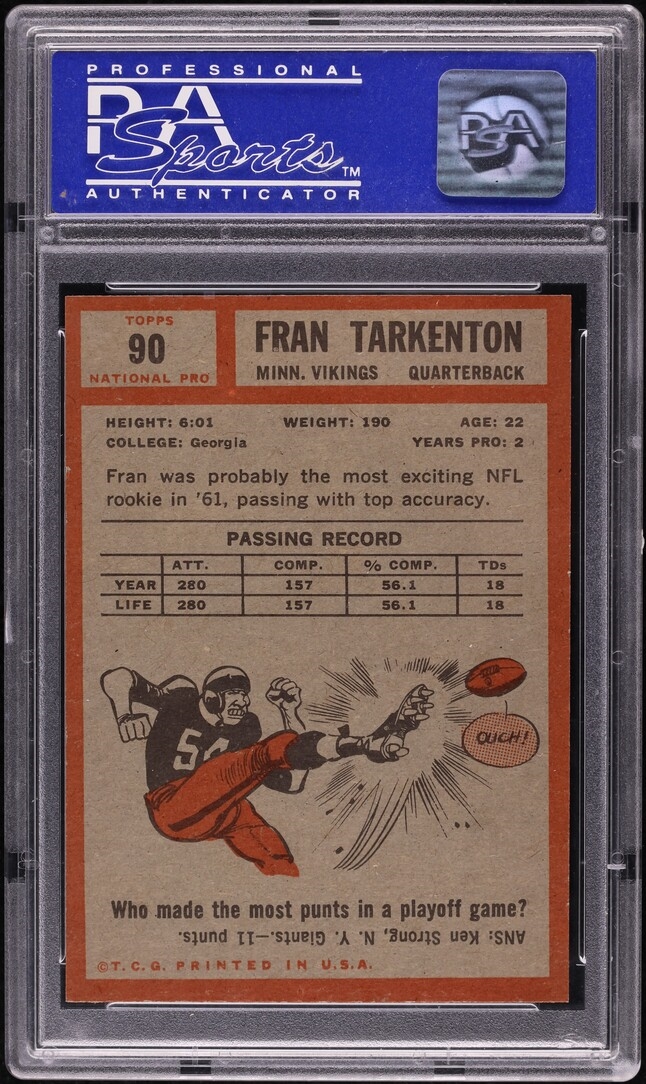 PROFESSIONAL
PSA
Sports™
AUTHENTICATOR
PSA
TOPPS
90
NATIONAL PRO
FRAN TARKENTON
MINN. VIKINGS QUARTERBACK
HEIGHT: 6:01 WEIGHT: 190 AGE: 22
COLLEGE: Georgia YEARS PRO: 2
Fran was probably the most exciting NFL
rookie in '61, passing with top accuracy.
PASSING RECORD
ATT. COMP. % COMP. TDs
YEAR 280 157 56.1 18
LIFE 280 157 56.1 18
54
OUCH!
Who made the most punts in a playoff game?
ANS: Ken Strong, N. Y. Giants.—11 punts.
©T.C.G. PRINTED IN U.S.A.